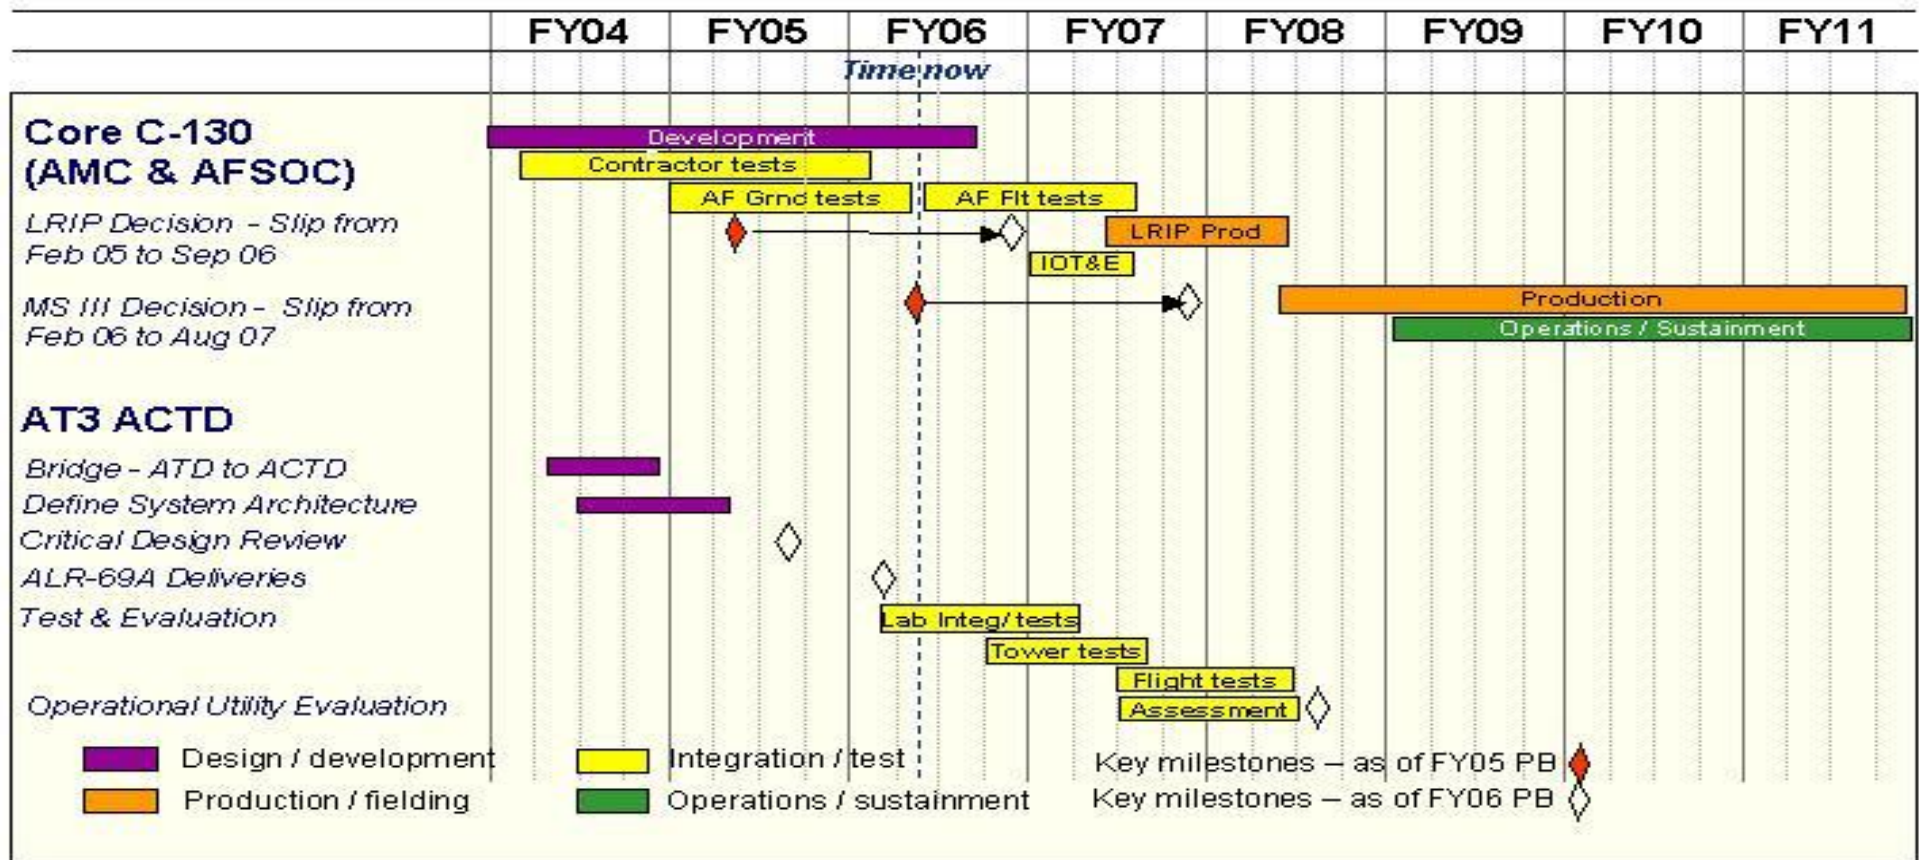 FY04 FY05 FY06 FY07 FY08 FY09 FY10 FY11
Time now
Core C-130
(AMC & AFSOC)
Development
Contractor tests
AF Grnd tests
AF Flt tests
LRIP Decision - Slip from
Feb 05 to Sep 06
LRIP Prod
IOT&E
MS III Decision - Slip from
Feb 06 to Aug 07
Production
Operations / Sustainment
AT3 ACTD
Bridge - ATD to ACTD
Define System Architecture
Critical Design Review
ALR-69A Deliveries
Test & Evaluation
Lab Integ/ tests
Tower tests
Flight tests
Operational Utility Evaluation
Assessment
Design / development
Integration / test
Key milestones – as of FY05 PB
Production / fielding
Operations / sustainment
Key milestones – as of FY06 PB